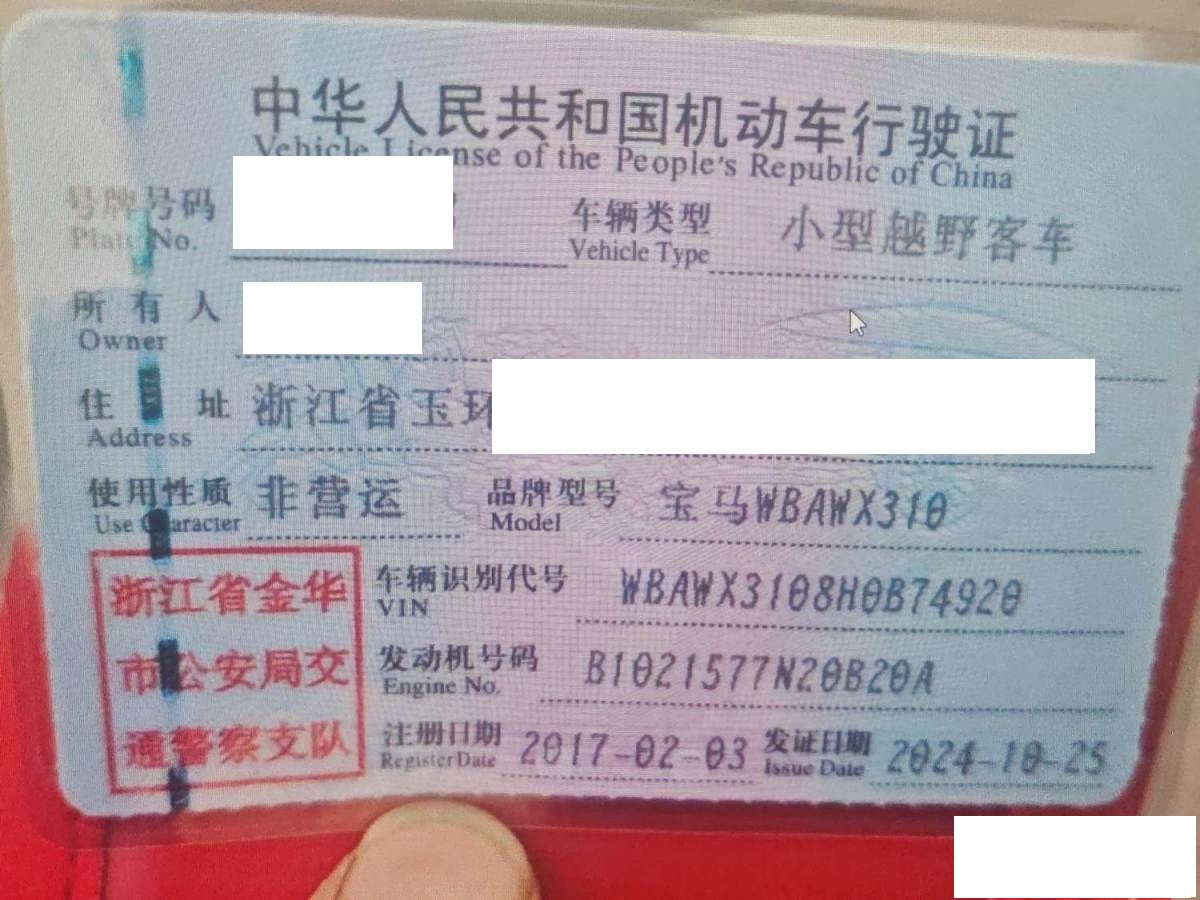 中华人民共和国机动车行驶证
Vehicle License of the People's Republic of China
号牌号码 车辆类型 小型越野客车
Plate No. Vehicle Type
所有人
Owner
住址 浙江省玉环
Address
使用性质 非营运 品牌型号 宝马WBAWX310
Use Character Model
浙江省金华 车辆识别代号 WBAWX3108H0B74920
VIN
市公安局交 发动机号码 B1021577N20B20A
Engine No.
通警察支队 注册日期 2017-02-03 发证日期 2024-10-25
Register Date Issue Date